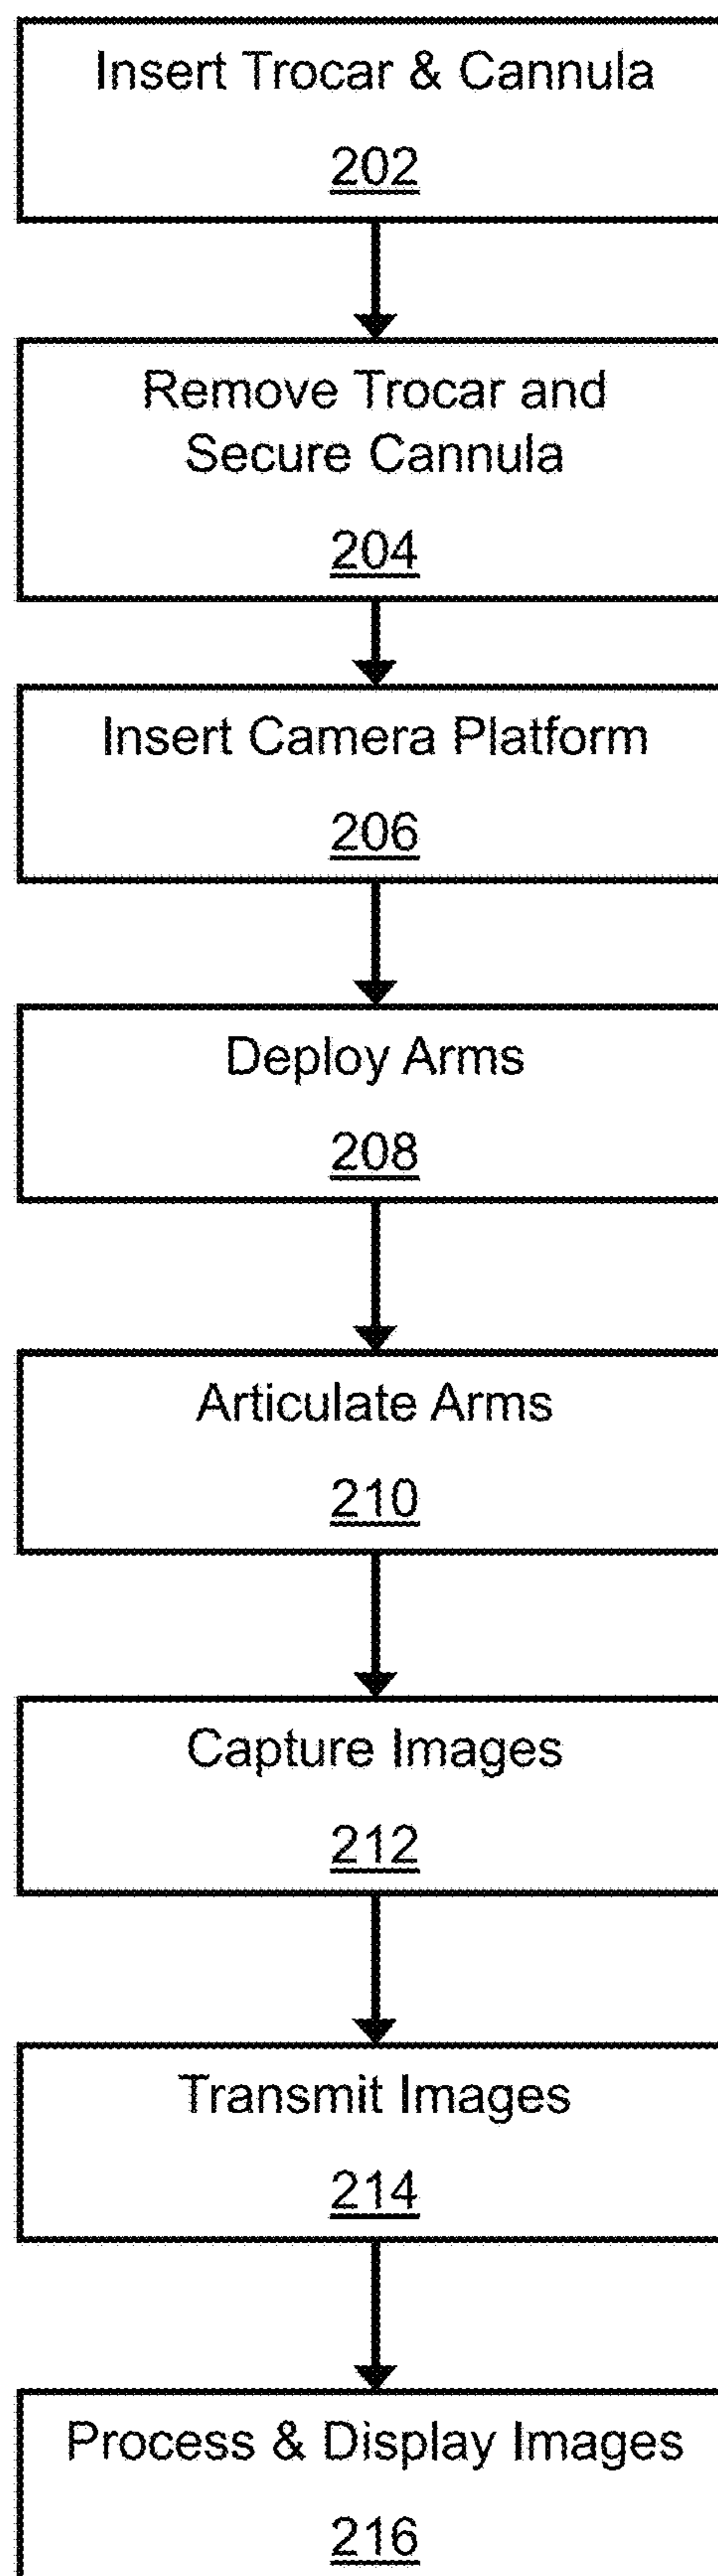 Insert Trocar & Cannula
202
Remove Trocar and
Secure Cannula
204
Insert Camera Platform
206
Deploy Arms
208
Articulate Arms
210
Capture Images
212
Transmit Images
214
Process & Display Images
216